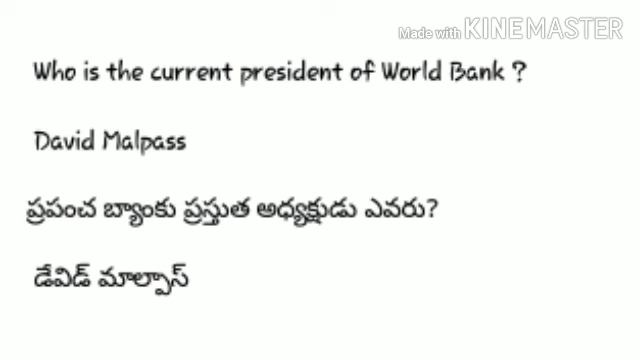 Made with KINEMASTER
Who is the current president of World Bank ?
David Malpass
ప్రపంచ బ్యాంకు ప్రస్తుత అధ్యక్షుడు ఎవరు?
డేవిడ్ మాల్పాస్